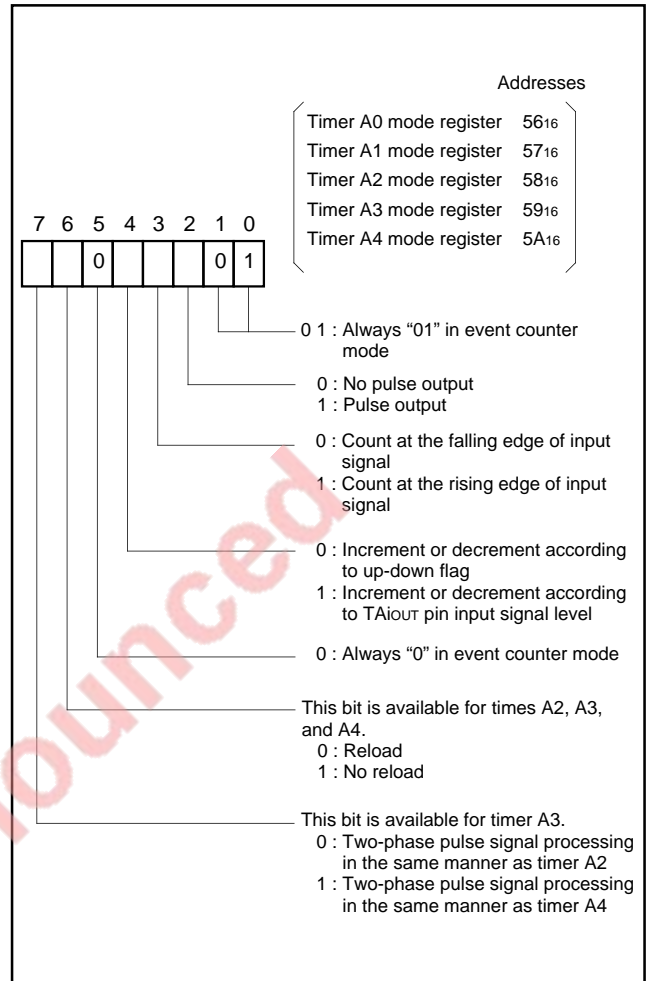 Addresses
Timer A0 mode register 5616
Timer A1 mode register 5716
Timer A2 mode register 5816
Timer A3 mode register 5916
Timer A4 mode register 5A16
7 6 5 4 3 2 1 0
0 0 1
0 1 : Always “01” in event counter
mode
0 : No pulse output
1 : Pulse output
0 : Count at the falling edge of input
signal
1 : Count at the rising edge of input
signal
0 : Increment or decrement according
to up-down flag
1 : Increment or decrement according
to TAiOUT pin input signal level
0 : Always “0” in event counter mode
This bit is available for times A2, A3,
and A4.
0 : Reload
1 : No reload
This bit is available for timer A3.
0 : Two-phase pulse signal processing
in the same manner as timer A2
1 : Two-phase pulse signal processing
in the same manner as timer A4
ounced